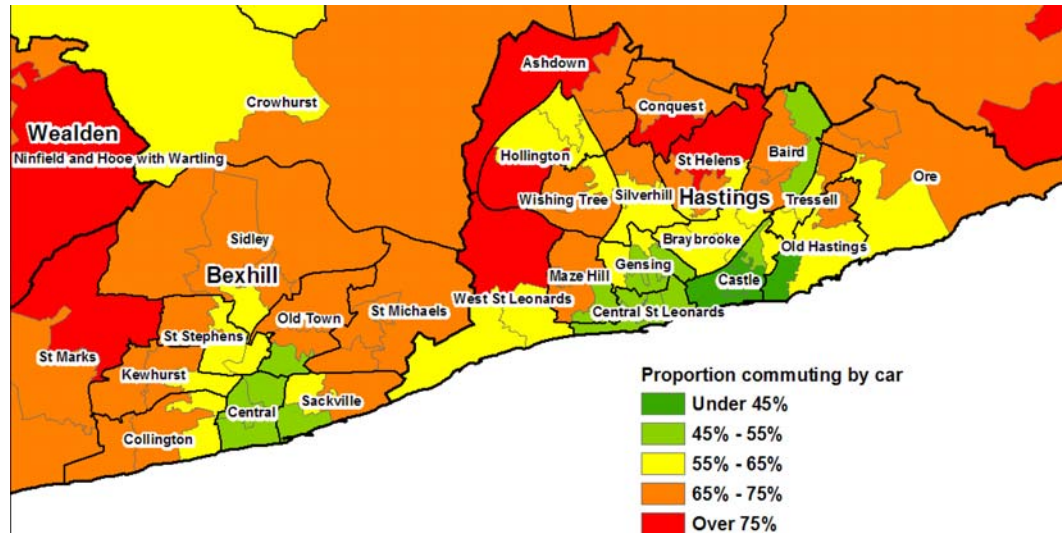 Ashdown
Crowhurst
Conquest
Wealden
Ninfield and Hooe with Wartling
Hollington
St Helens
Baird
Ore
Wishing Tree
Silverhill
Hastings
Tressell
Sidley
Braybrooke
Old Hastings
Bexhill
Gensing
Maze Hill
Castle
West St Leonards
St Michaels
Old Town
Central St Leonards
St Stephens
St Marks
Kewhurst
Sackville
Central
Collington
Proportion commuting by car
Under 45%
45% - 55%
55% - 65%
65% - 75%
Over 75%